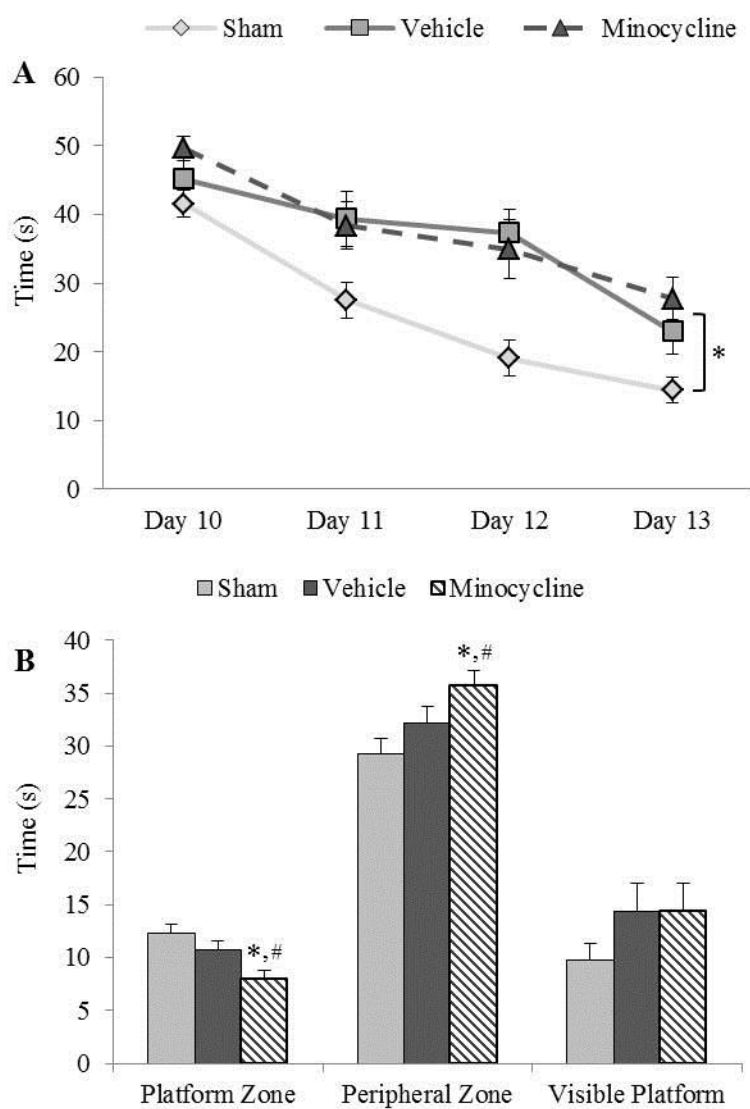 Sham Vehicle Minocycline
A
60
50
40
30
20
10
0
Time (s)
*
Day 10 Day 11 Day 12 Day 13
Sham Vehicle Minocycline
B
40
35
30
25
20
15
10
5
0
Time (s)
*,#
*,#
Platform Zone Peripheral Zone Visible Platform